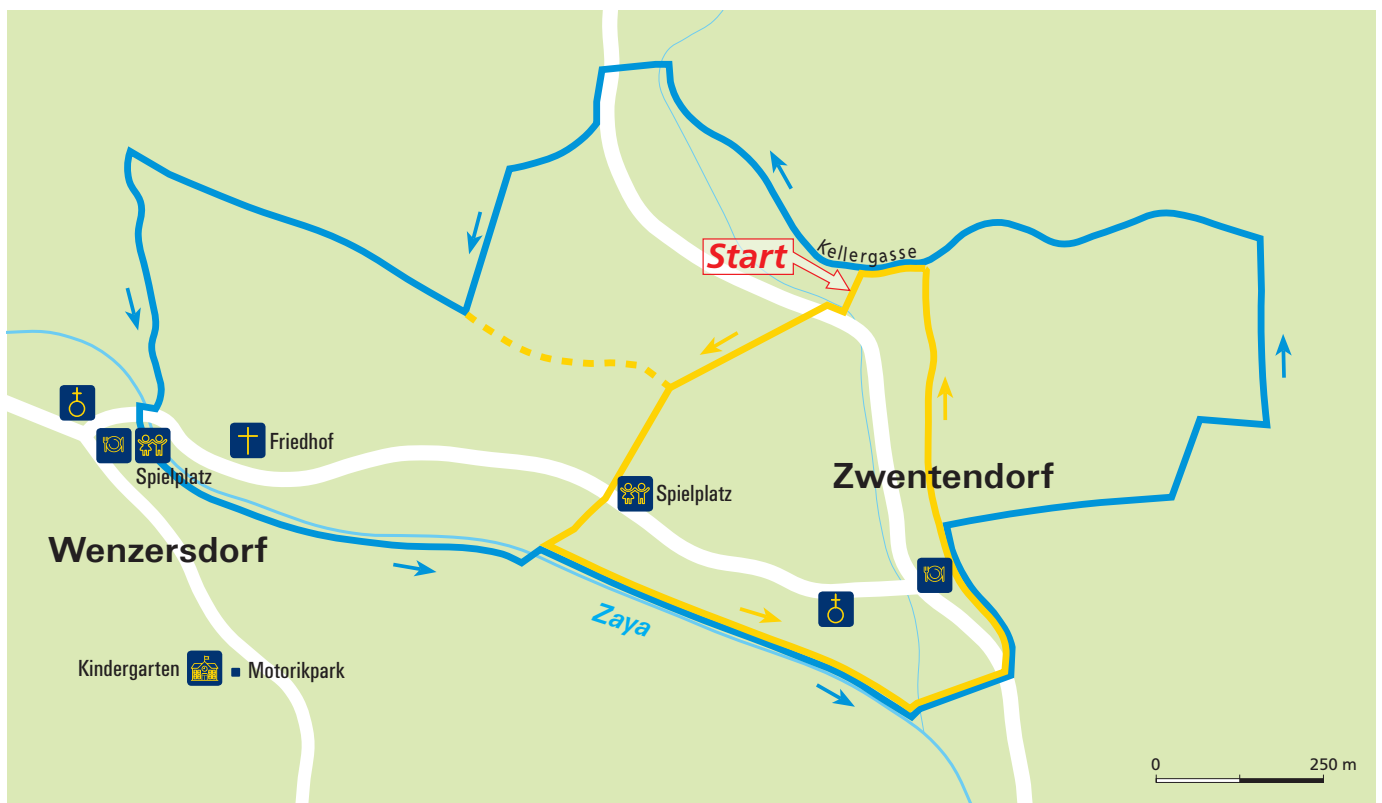 Kellergasse
Start
Friedhof
Spielplatz
Zwentendorf
Spielplatz
Wenzersdorf
Zaya
Kindergarten
Motorikpark
0
250 m